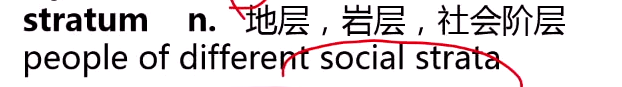 stratum n. 地层，岩层，社会阶层
people of different social strata